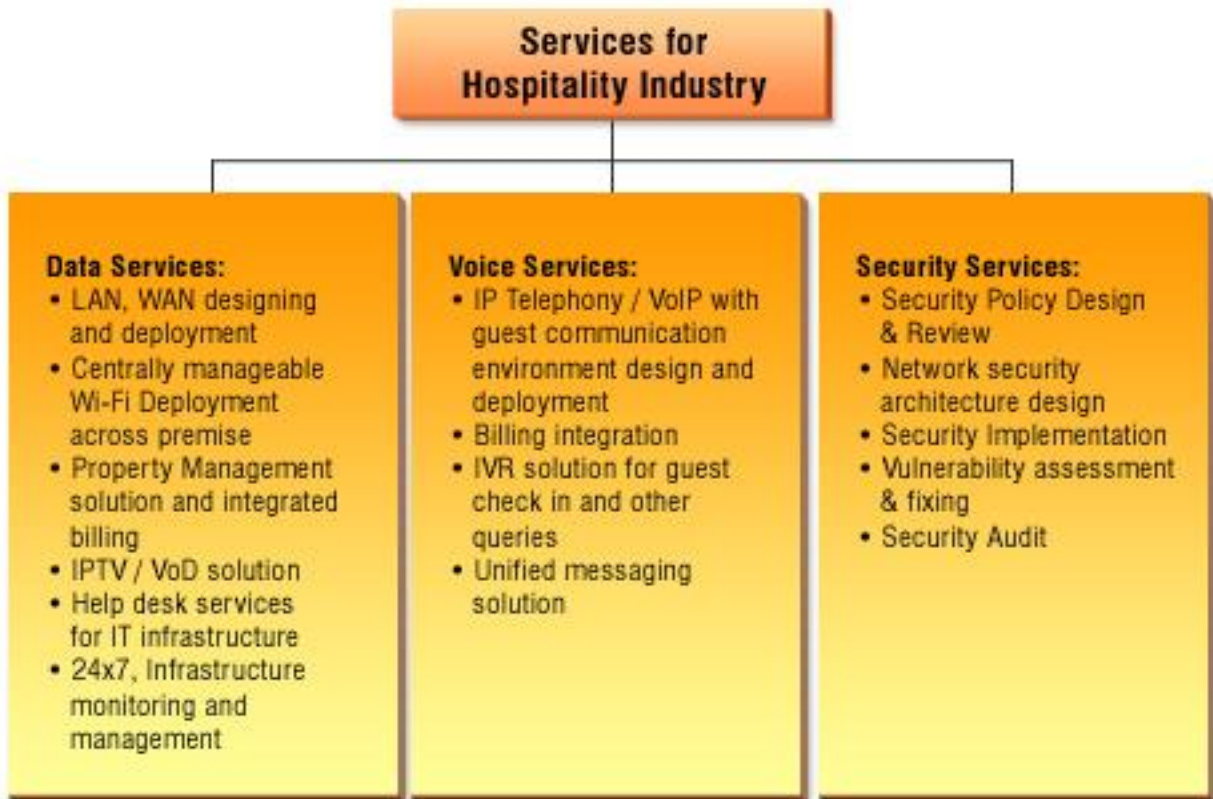 Services for
Hospitality Industry
Data Services:
• LAN, WAN designing
and deployment
• Centrally manageable
Wi-Fi Deployment
across premise
• Property Management
solution and integrated
billing
• IPTV / VoD solution
• Help desk services
for IT infrastructure
• 24x7, Infrastructure
monitoring and
management
Voice Services:
• IP Telephony / VoIP with
guest communication
environment design and
deployment
• Billing integration
• IVR solution for guest
check in and other
queries
• Unified messaging
solution
Security Services:
• Security Policy Design
& Review
• Network security
architecture design
• Security Implementation
• Vulnerability assessment
& fixing
• Security Audit